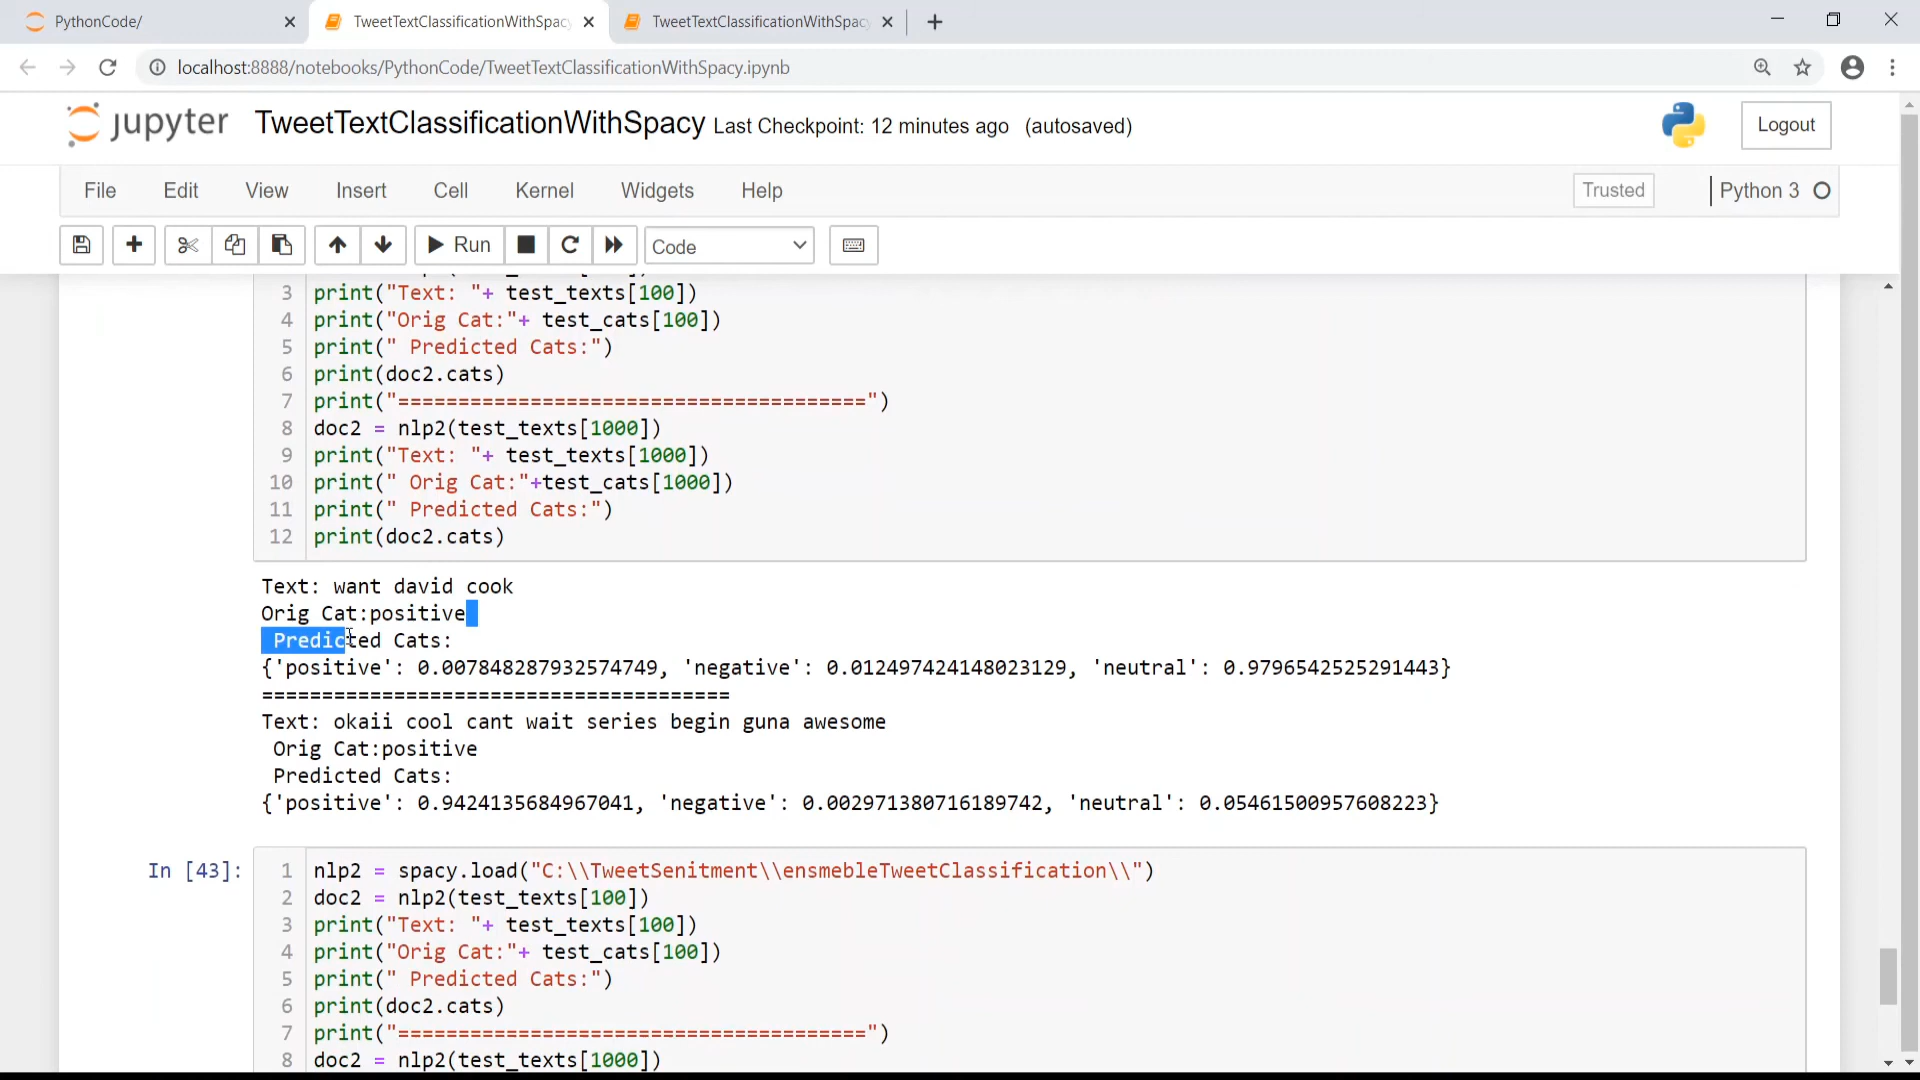 PythonCode/
TweetTextClassificationWithSpac
TweetTextClassificationWithSpacy
localhost:8888/notebooks/PythonCode/TweetTextClassificationWithSpacy.ipynb
jupyter TweetTextClassificationWithSpacy Last Checkpoint: 12 minutes ago (autosaved)
Logout
File Edit View Insert Cell Kernel Widgets Help Trusted Python 3
Run Code
3 print("Text: "+ test_texts[100])
4 print("Orig Cat:"+ test_cats[100])
5 print(" Predicted Cats:")
6 print(doc2.cats)
7 print("=======================================")
8 doc2 = nlp2(test_texts[1000])
9 print("Text: "+ test_texts[1000])
10 print(" Orig Cat:"+test_cats[1000])
11 print(" Predicted Cats:")
12 print(doc2.cats)
Text: want david cook
Orig Cat:positive
Predicted Cats:
{'positive': 0.007848287932574749, 'negative': 0.012497424148023129, 'neutral': 0.9796542525291443}
=======================================
Text: okaii cool cant wait series begin guna awesome
Orig Cat:positive
Predicted Cats:
{'positive': 0.9424135684967041, 'negative': 0.002971380716189742, 'neutral': 0.05461500957608223}
In [43]:
1 nlp2 = spacy.load("C:\\TweetSenitment\\ensmebleTweetClassification\\")
2 doc2 = nlp2(test_texts[100])
3 print("Text: "+ test_texts[100])
4 print("Orig Cat:"+ test_cats[100])
5 print(" Predicted Cats:")
6 print(doc2.cats)
7 print("=======================================")
8 doc2 = nlp2(test_texts[1000])